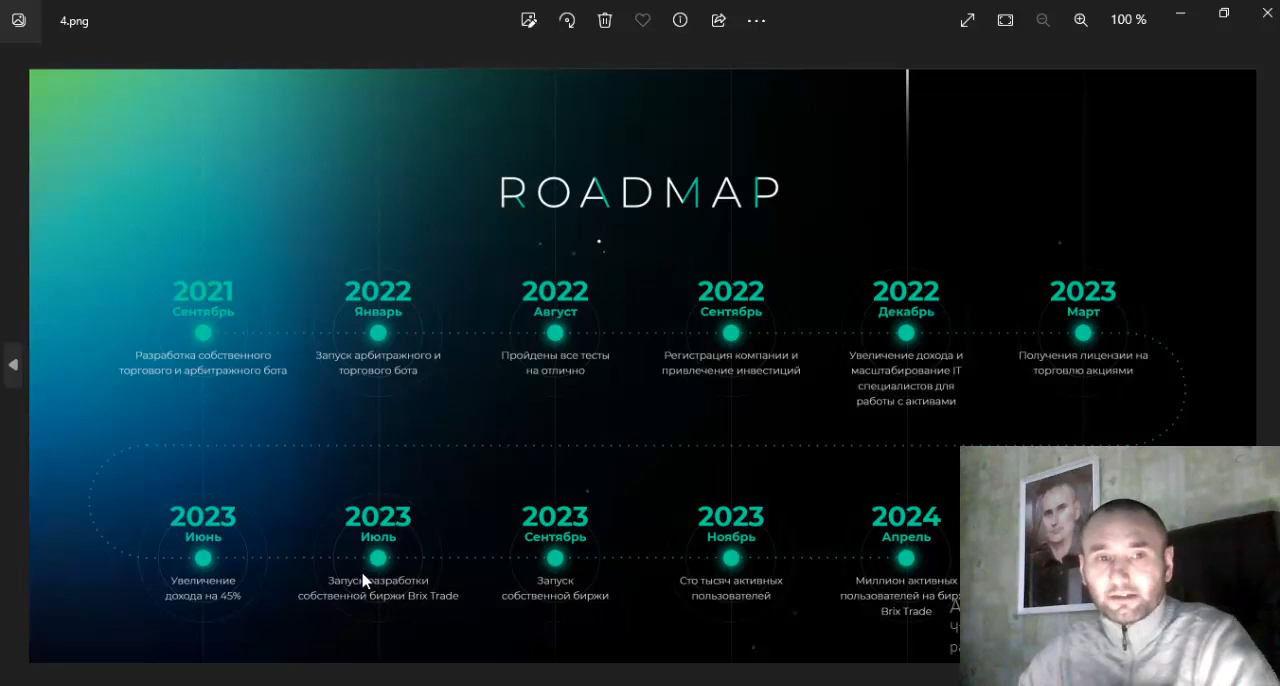 4.png
100 %
ROADMAP
2021
Сентябрь
Разработка собственного
торгового и арбитражного бота
2022
Январь
Запуск арбитражного и
торгового бота
2022
Август
Пройдены все тесты
на отлично
2022
Сентябрь
Регистрация компании и
привлечение инвестиций
2022
Декабрь
Увеличение дохода и
масштабирование IT
специалистов для
работы с активами
2023
Март
Получения лицензии на
торговлю акциями
2023
Июнь
Увеличение
дохода на 45%
2023
Июль
Запуск разработки
собственной биржи Brix Trade
2023
Сентябрь
Запуск
собственной биржи
2023
Ноябрь
Сто тысяч активных
пользователей
2024
Апрель
Миллион активных
пользователей на
Brix Trade